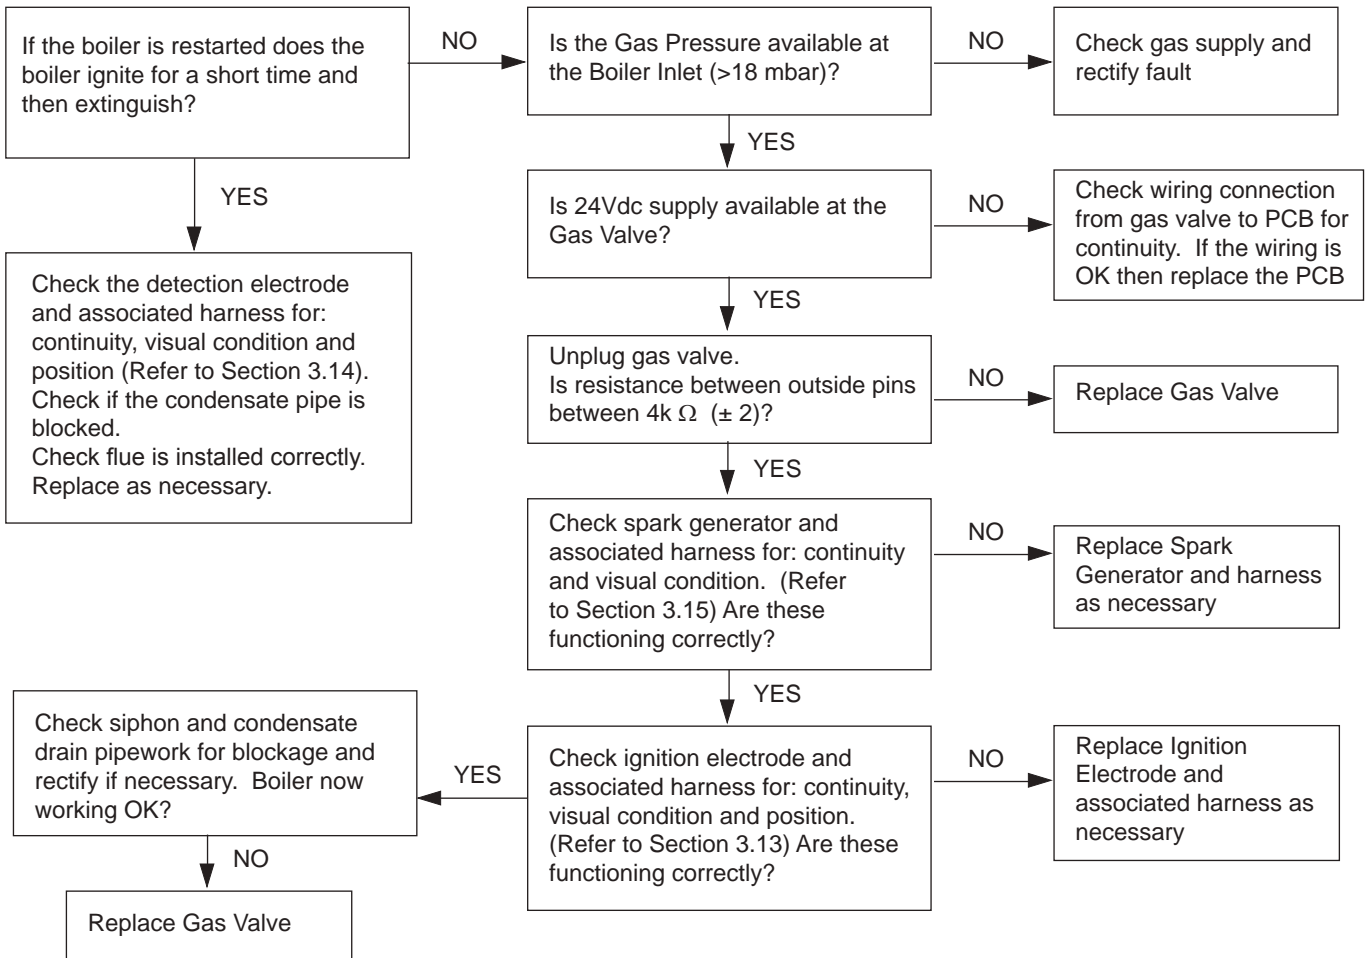 If the boiler is restarted does the
boiler ignite for a short time and
then extinguish?
NO
Is the Gas Pressure available at
the Boiler Inlet (>18 mbar)?
NO
Check gas supply and
rectify fault
YES
YES
Check the detection electrode
and associated harness for:
continuity, visual condition and
position (Refer to Section 3.14).
Check if the condensate pipe is
blocked.
Check flue is installed correctly.
Replace as necessary.
Is 24Vdc supply available at the
Gas Valve?
NO
Check wiring connection
from gas valve to PCB for
continuity.  If the wiring is
OK then replace the PCB
YES
Unplug gas valve.
Is resistance between outside pins
between 4k Ω  (± 2)?
NO
Replace Gas Valve
YES
Check spark generator and
associated harness for: continuity
and visual condition.  (Refer
to Section 3.15) Are these
functioning correctly?
NO
Replace Spark
Generator and harness
as necessary
YES
Check ignition electrode and
associated harness for: continuity,
visual condition and position.
(Refer to Section 3.13) Are these
functioning correctly?
NO
Replace Ignition
Electrode and
associated harness as
necessary
YES
Check siphon and condensate
drain pipework for blockage and
rectify if necessary.  Boiler now
working OK?
NO
Replace Gas Valve